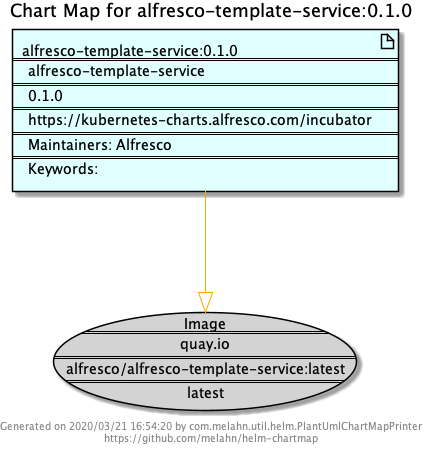 Chart Map for alfresco-template-service:0.1.0
alfresco-template-service:0.1.0
alfresco-template-service
0.1.0
https://kubernetes-charts.alfresco.com/incubator
Maintainers: Alfresco
Keywords:
Image
quay.io
alfresco/alfresco-template-service:latest
latest
Generated on 2020/03/21 16:54:20 by com.melahn.util.helm.PlantUmlChartMapPrinter
https://github.com/melahn/helm-chartmap